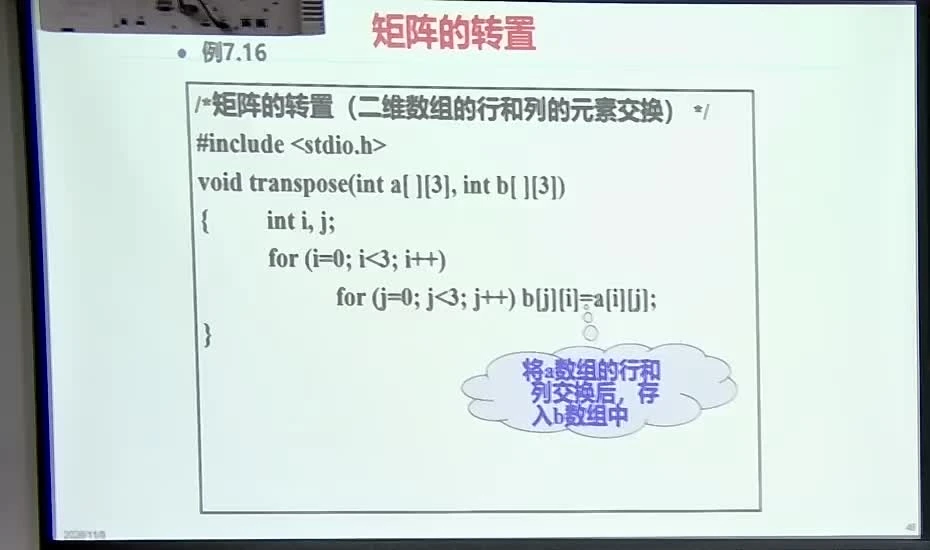 矩阵的转置
• 例7.16
/*矩阵的转置（二维数组的行和列的元素交换） */
#include <stdio.h>
void transpose(int a[ ][3], int b[ ][3])
{ int i, j;
for (i=0; i<3; i++)
for (j=0; j<3; j++) b[j][i]=a[i][j];
}
将a数组的行和
列交换后，存
入b数组中